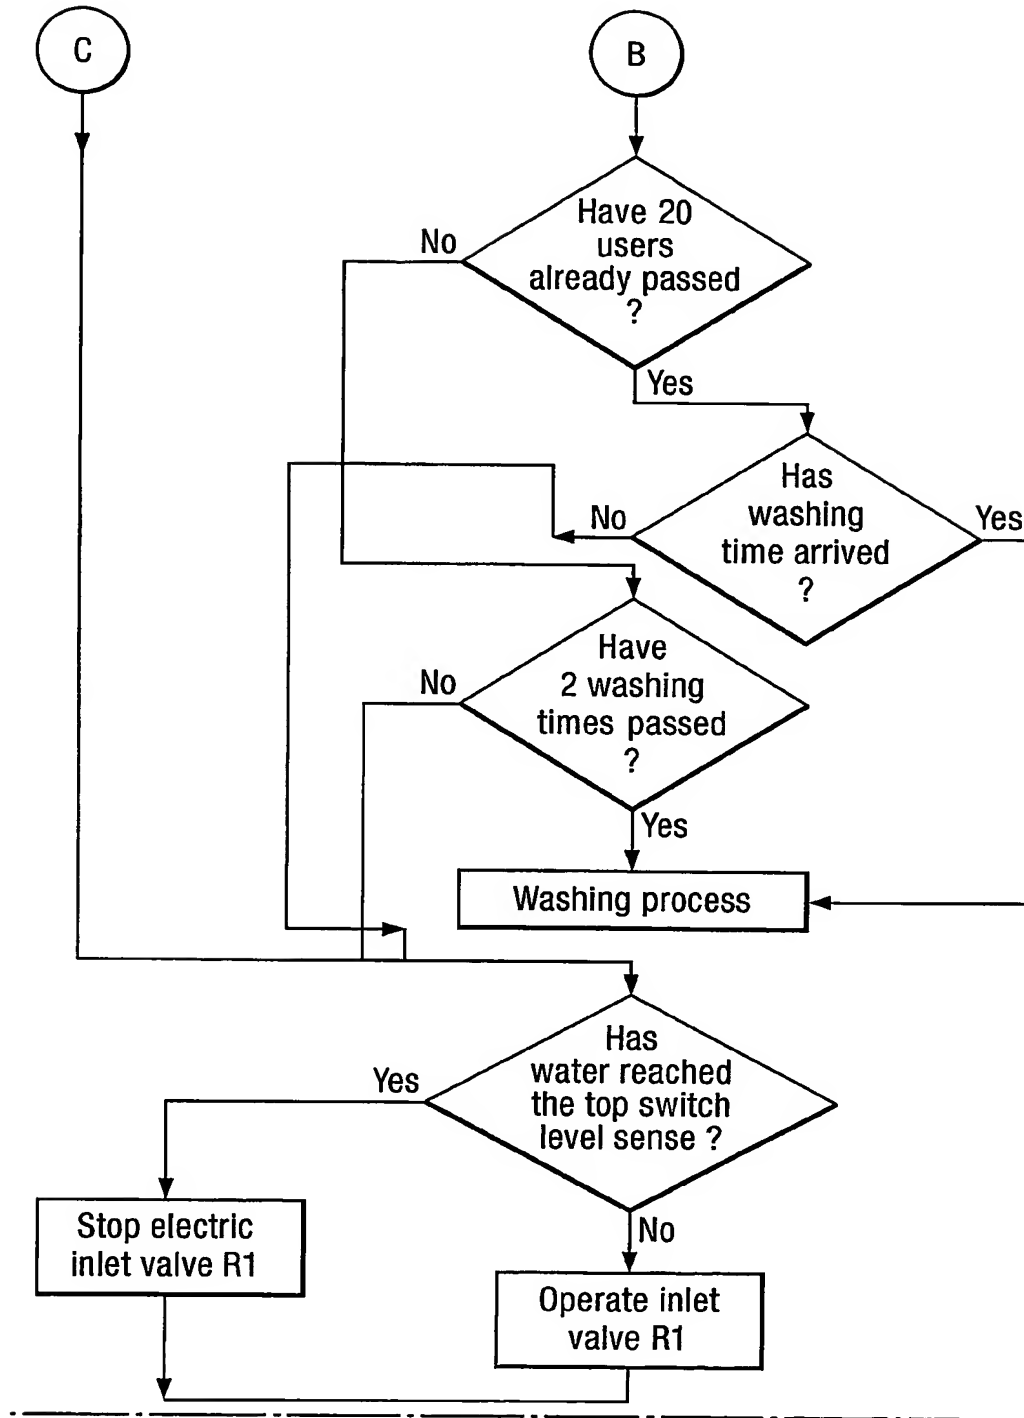 C
B
Have 20
users
already passed
?
No
Yes
Has
washing
time arrived
?
No
Yes
Have
2 washing
times passed
?
No
Yes
Washing process
Has
water reached
the top switch
level sense ?
Yes
No
Stop electric
inlet valve R1
Operate inlet
valve R1